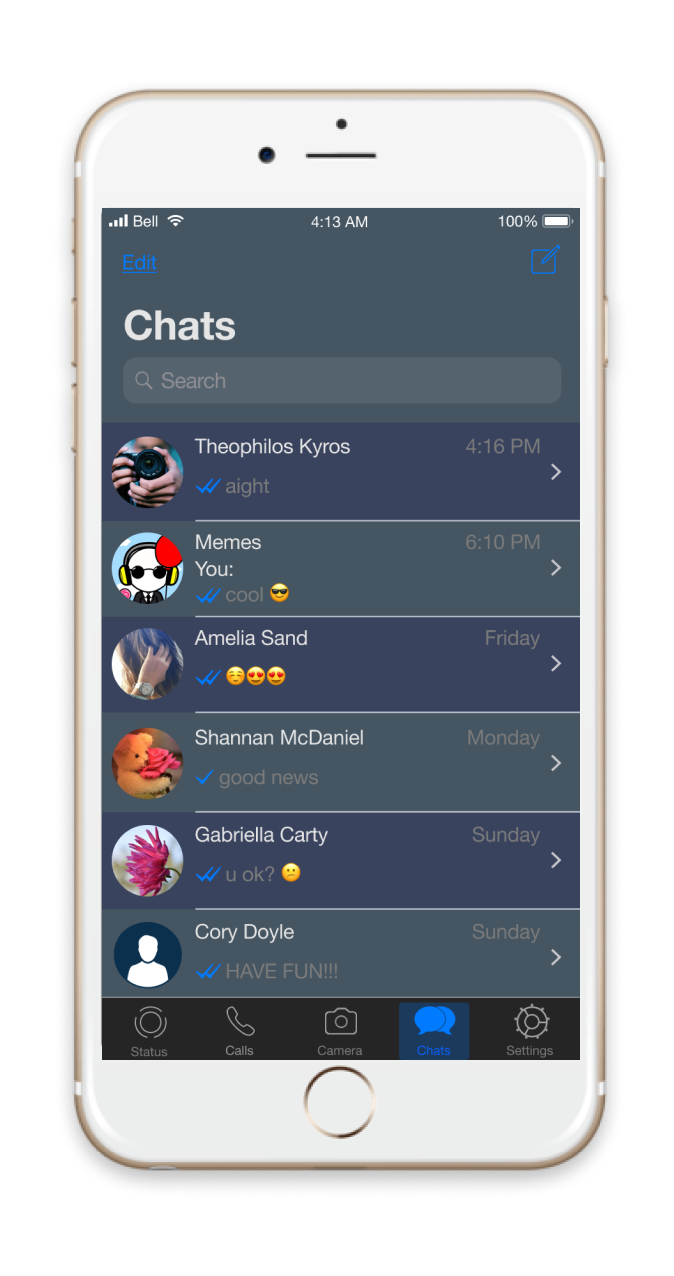 Bell 4:13 AM 100%
Edit
Chats
Search
Theophilos Kyros 4:16 PM
aight
Memes 6:10 PM
You:
cool 😎
Amelia Sand Friday
☺️😍😍
Shannan McDaniel Monday
good news
Gabriella Carty Sunday
u ok? 😕
Cory Doyle Sunday
HAVE FUN!!!
Status Calls Camera Chats Settings